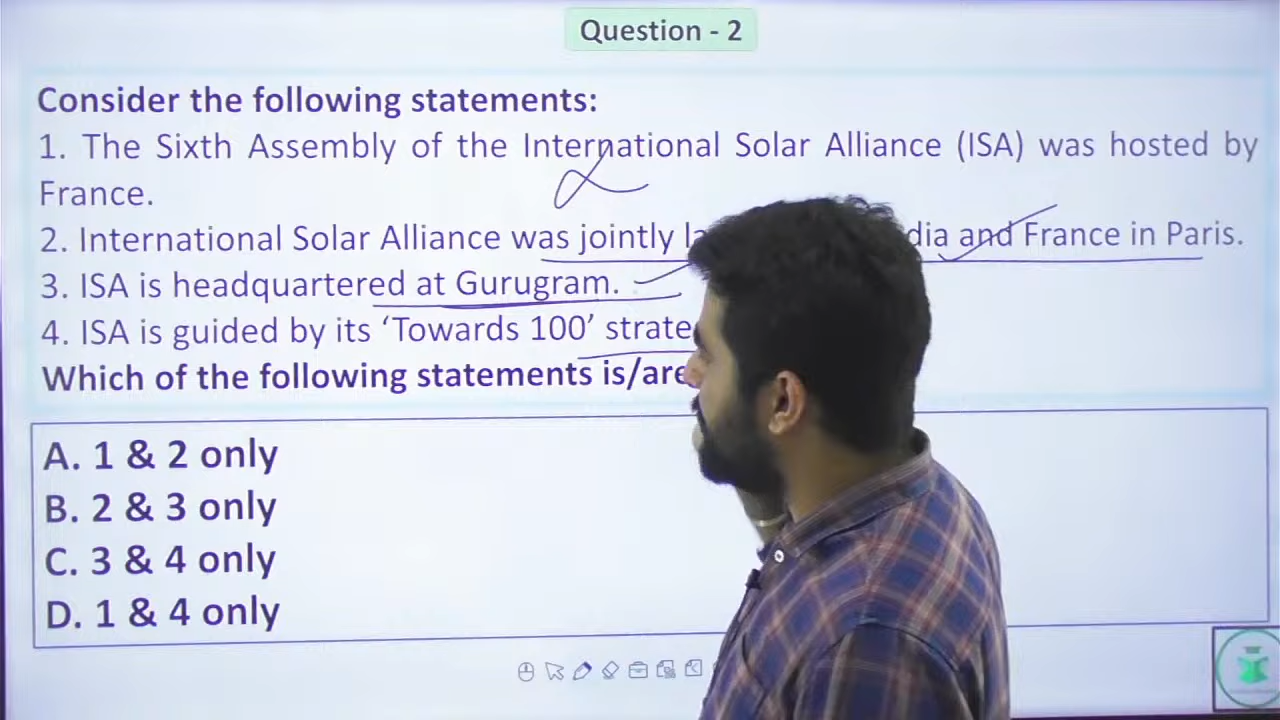 Question - 2
Consider the following statements:
1. The Sixth Assembly of the International Solar Alliance (ISA) was hosted by
France.
2. International Solar Alliance was jointly and France in Paris.
3. ISA is headquartered at Gurugram.
4. ISA is guided by its ‘Towards 100’
Which of the following statements is/are
A. 1 & 2 only
B. 2 & 3 only
C. 3 & 4 only
D. 1 & 4 only